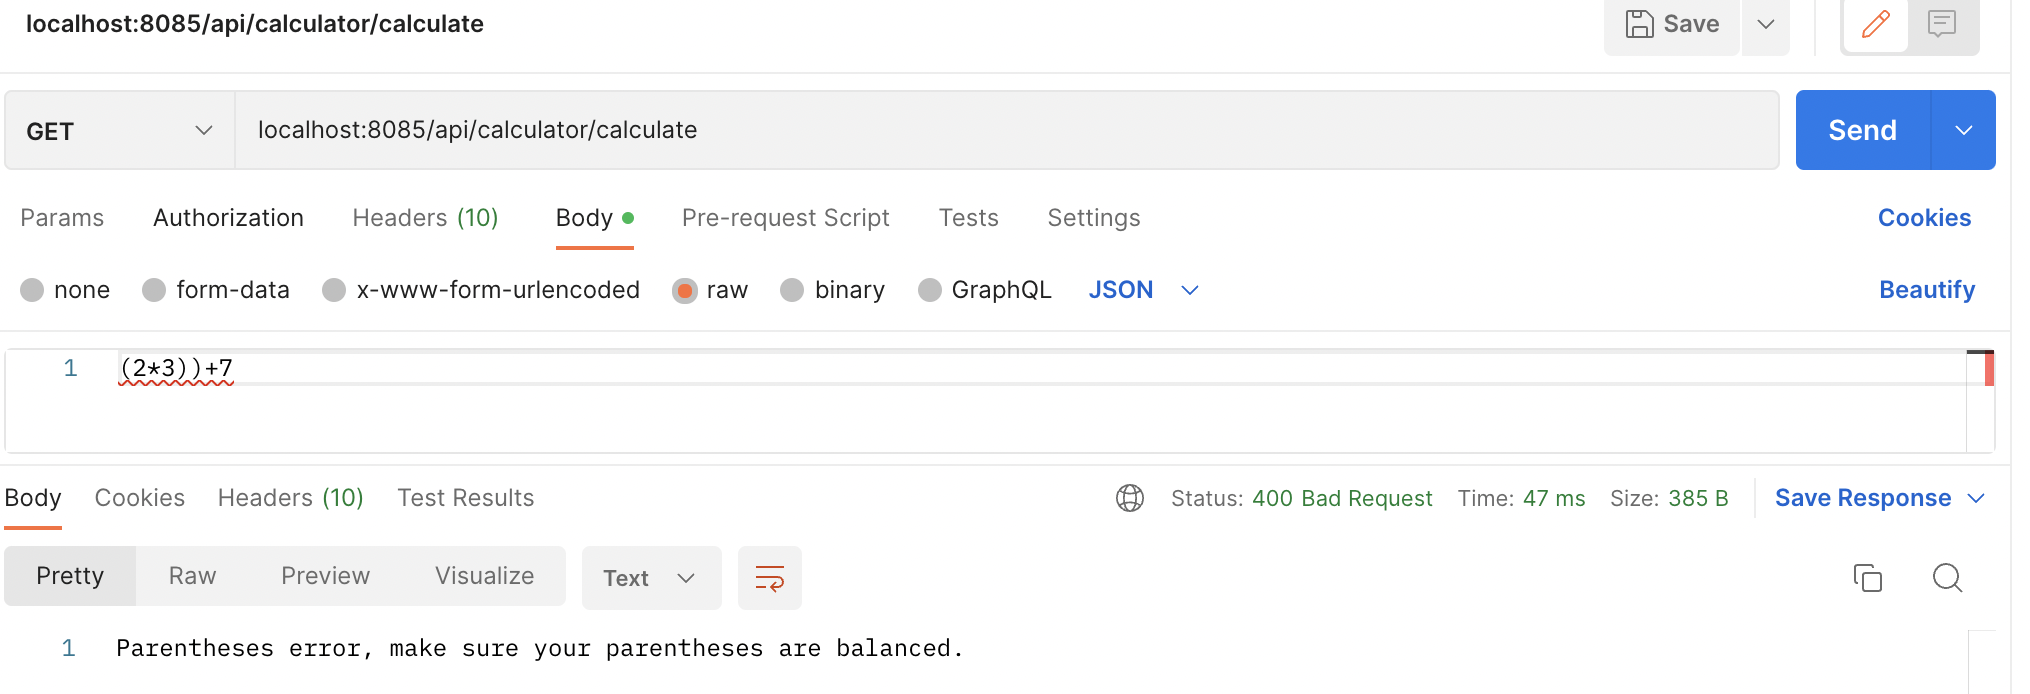 localhost:8085/api/calculator/calculate
Save
GET
localhost:8085/api/calculator/calculate
Send
Params Authorization Headers (10) Body Pre-request Script Tests Settings Cookies
none form-data x-www-form-urlencoded raw binary GraphQL JSON Beautify
1 (2*3))+7
Body Cookies Headers (10) Test Results Status: 400 Bad Request Time: 47 ms Size: 385 B Save Response
Pretty Raw Preview Visualize Text
1 Parentheses error, make sure your parentheses are balanced.